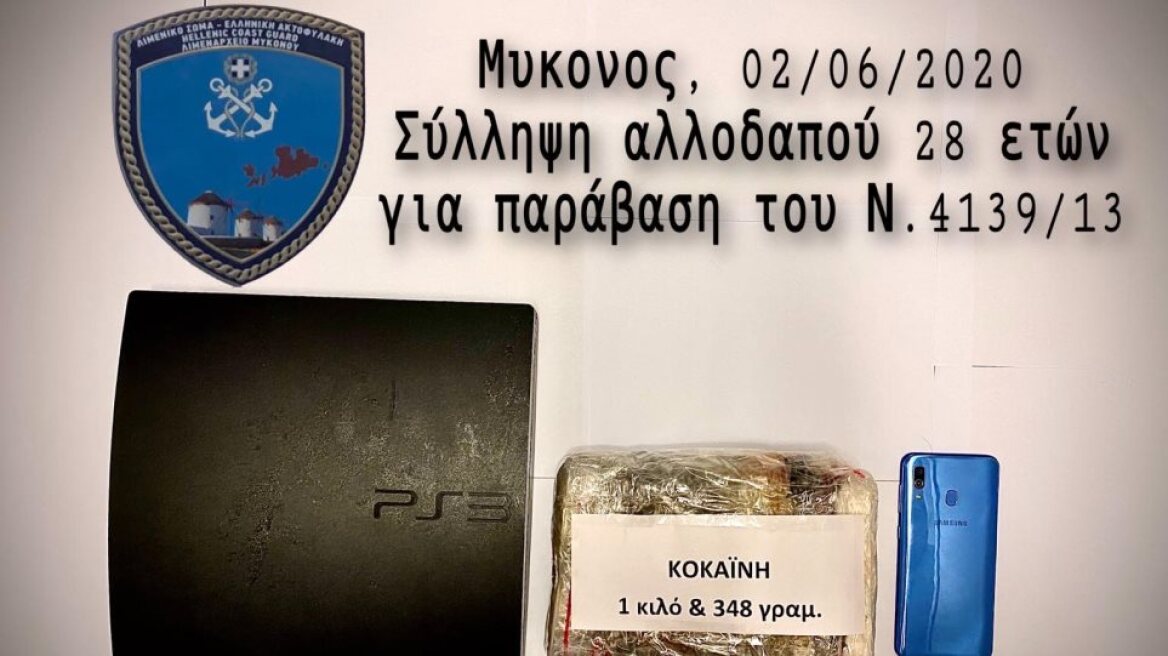 ΛΙΜΕΝΙΚΟ ΣΩΜΑ - ΕΛΛΗΝΙΚΗ ΑΚΤΟΦΥΛΑΚΗ
HELLENIC COAST GUARD
ΛΙΜΕΝΑΡΧΕΙΟ ΜΥΚΟΝΟΥ
Μυκονος, 02/06/2020
Σύλληψη αλλοδαπού 28 ετών
για παράβαση του Ν.4139/13
PS3
SAMSUNG
ΚΟΚΑΪΝΗ
1 κιλό & 348 γραμ.